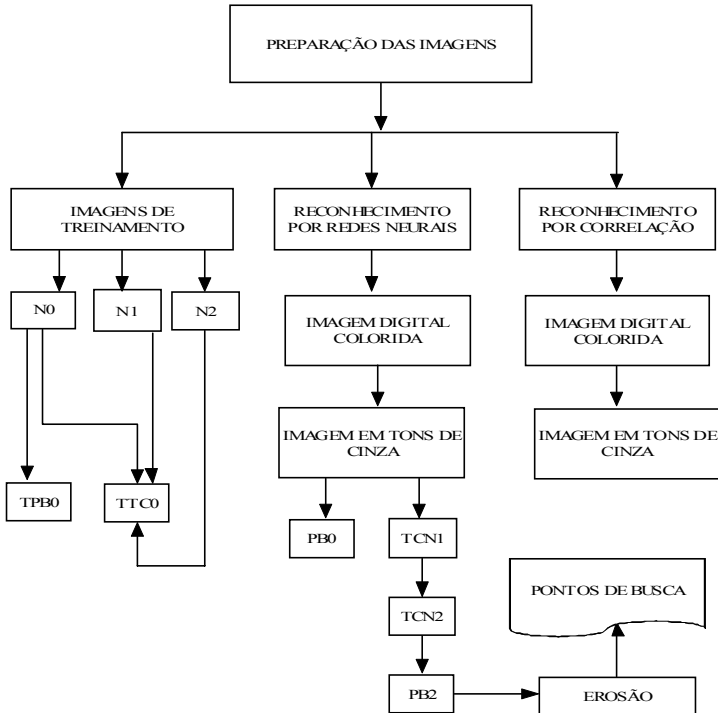 PREPARAÇÃO DAS IMAGENS
IMAGENS DE
TREINAMENTO
RECONHECIMENTO
POR REDES NEURAIS
RECONHECIMENTO
POR CORRELAÇÃO
N0
N1
N2
IMAGEM DIGITAL
COLORIDA
IMAGEM DIGITAL
COLORIDA
IMAGEM EM TONS DE
CINZA
IMAGEM EM TONS DE
CINZA
TPB0
TTC0
PB0
TCN1
TCN2
PB2
PONTOS DE BUSCA
EROSÃO